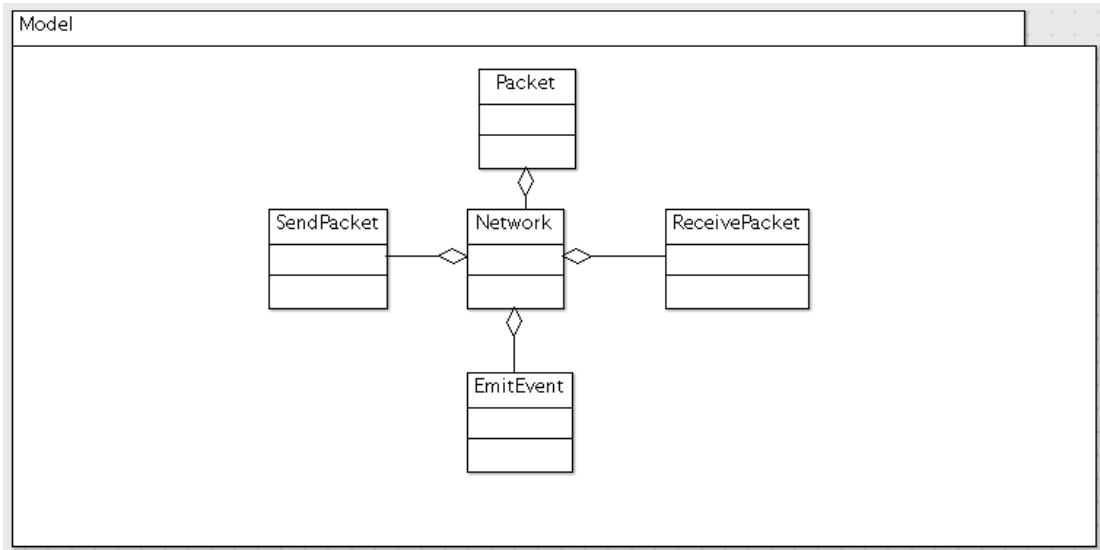 Model
Packet
SendPacket
Network
ReceivePacket
EmitEvent